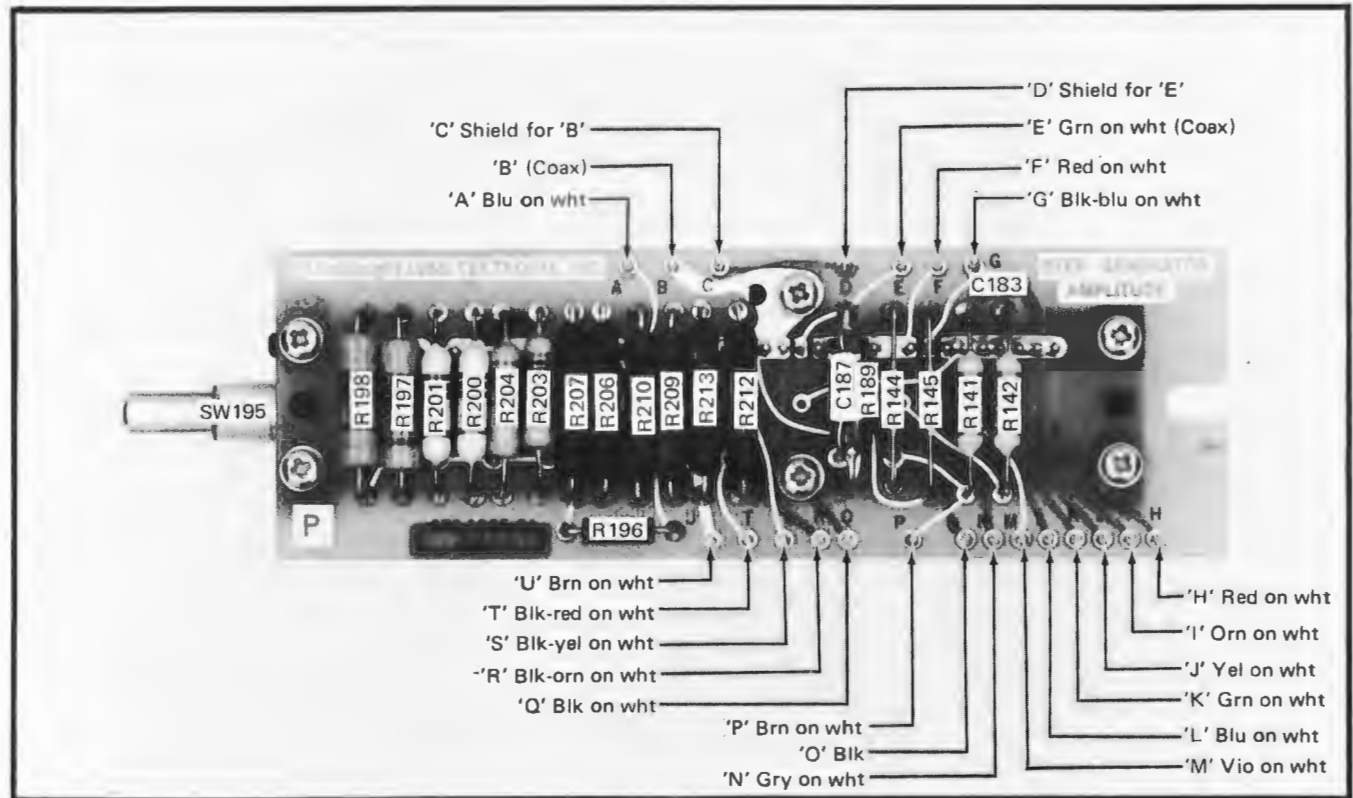 'D' Shield for 'E'
'C' Shield for 'B'
'E' Grn on wht (Coax)
'B' (Coax)
'F' Red on wht
'A' Blu on wht
'G' Blk-blu on wht
TEKTRONIX
GENERATOR
AMPLITUDE
A
B
C
D
E
F
G
C183
SW195
R198
R197
R201
R200
R204
R203
R207
R206
R210
R209
R213
R212
C187
R189
R144
R145
R141
R142
P
R196
U
T
Q
P
N
M
H
'U' Brn on wht
'T' Blk-red on wht
'S' Blk-yel on wht
'R' Blk-orn on wht
'Q' Blk on wht
'P' Brn on wht
'O' Blk
'N' Gry on wht
'H' Red on wht
'I' Orn on wht
'J' Yel on wht
'K' Grn on wht
'L' Blu on wht
'M' Vio on wht